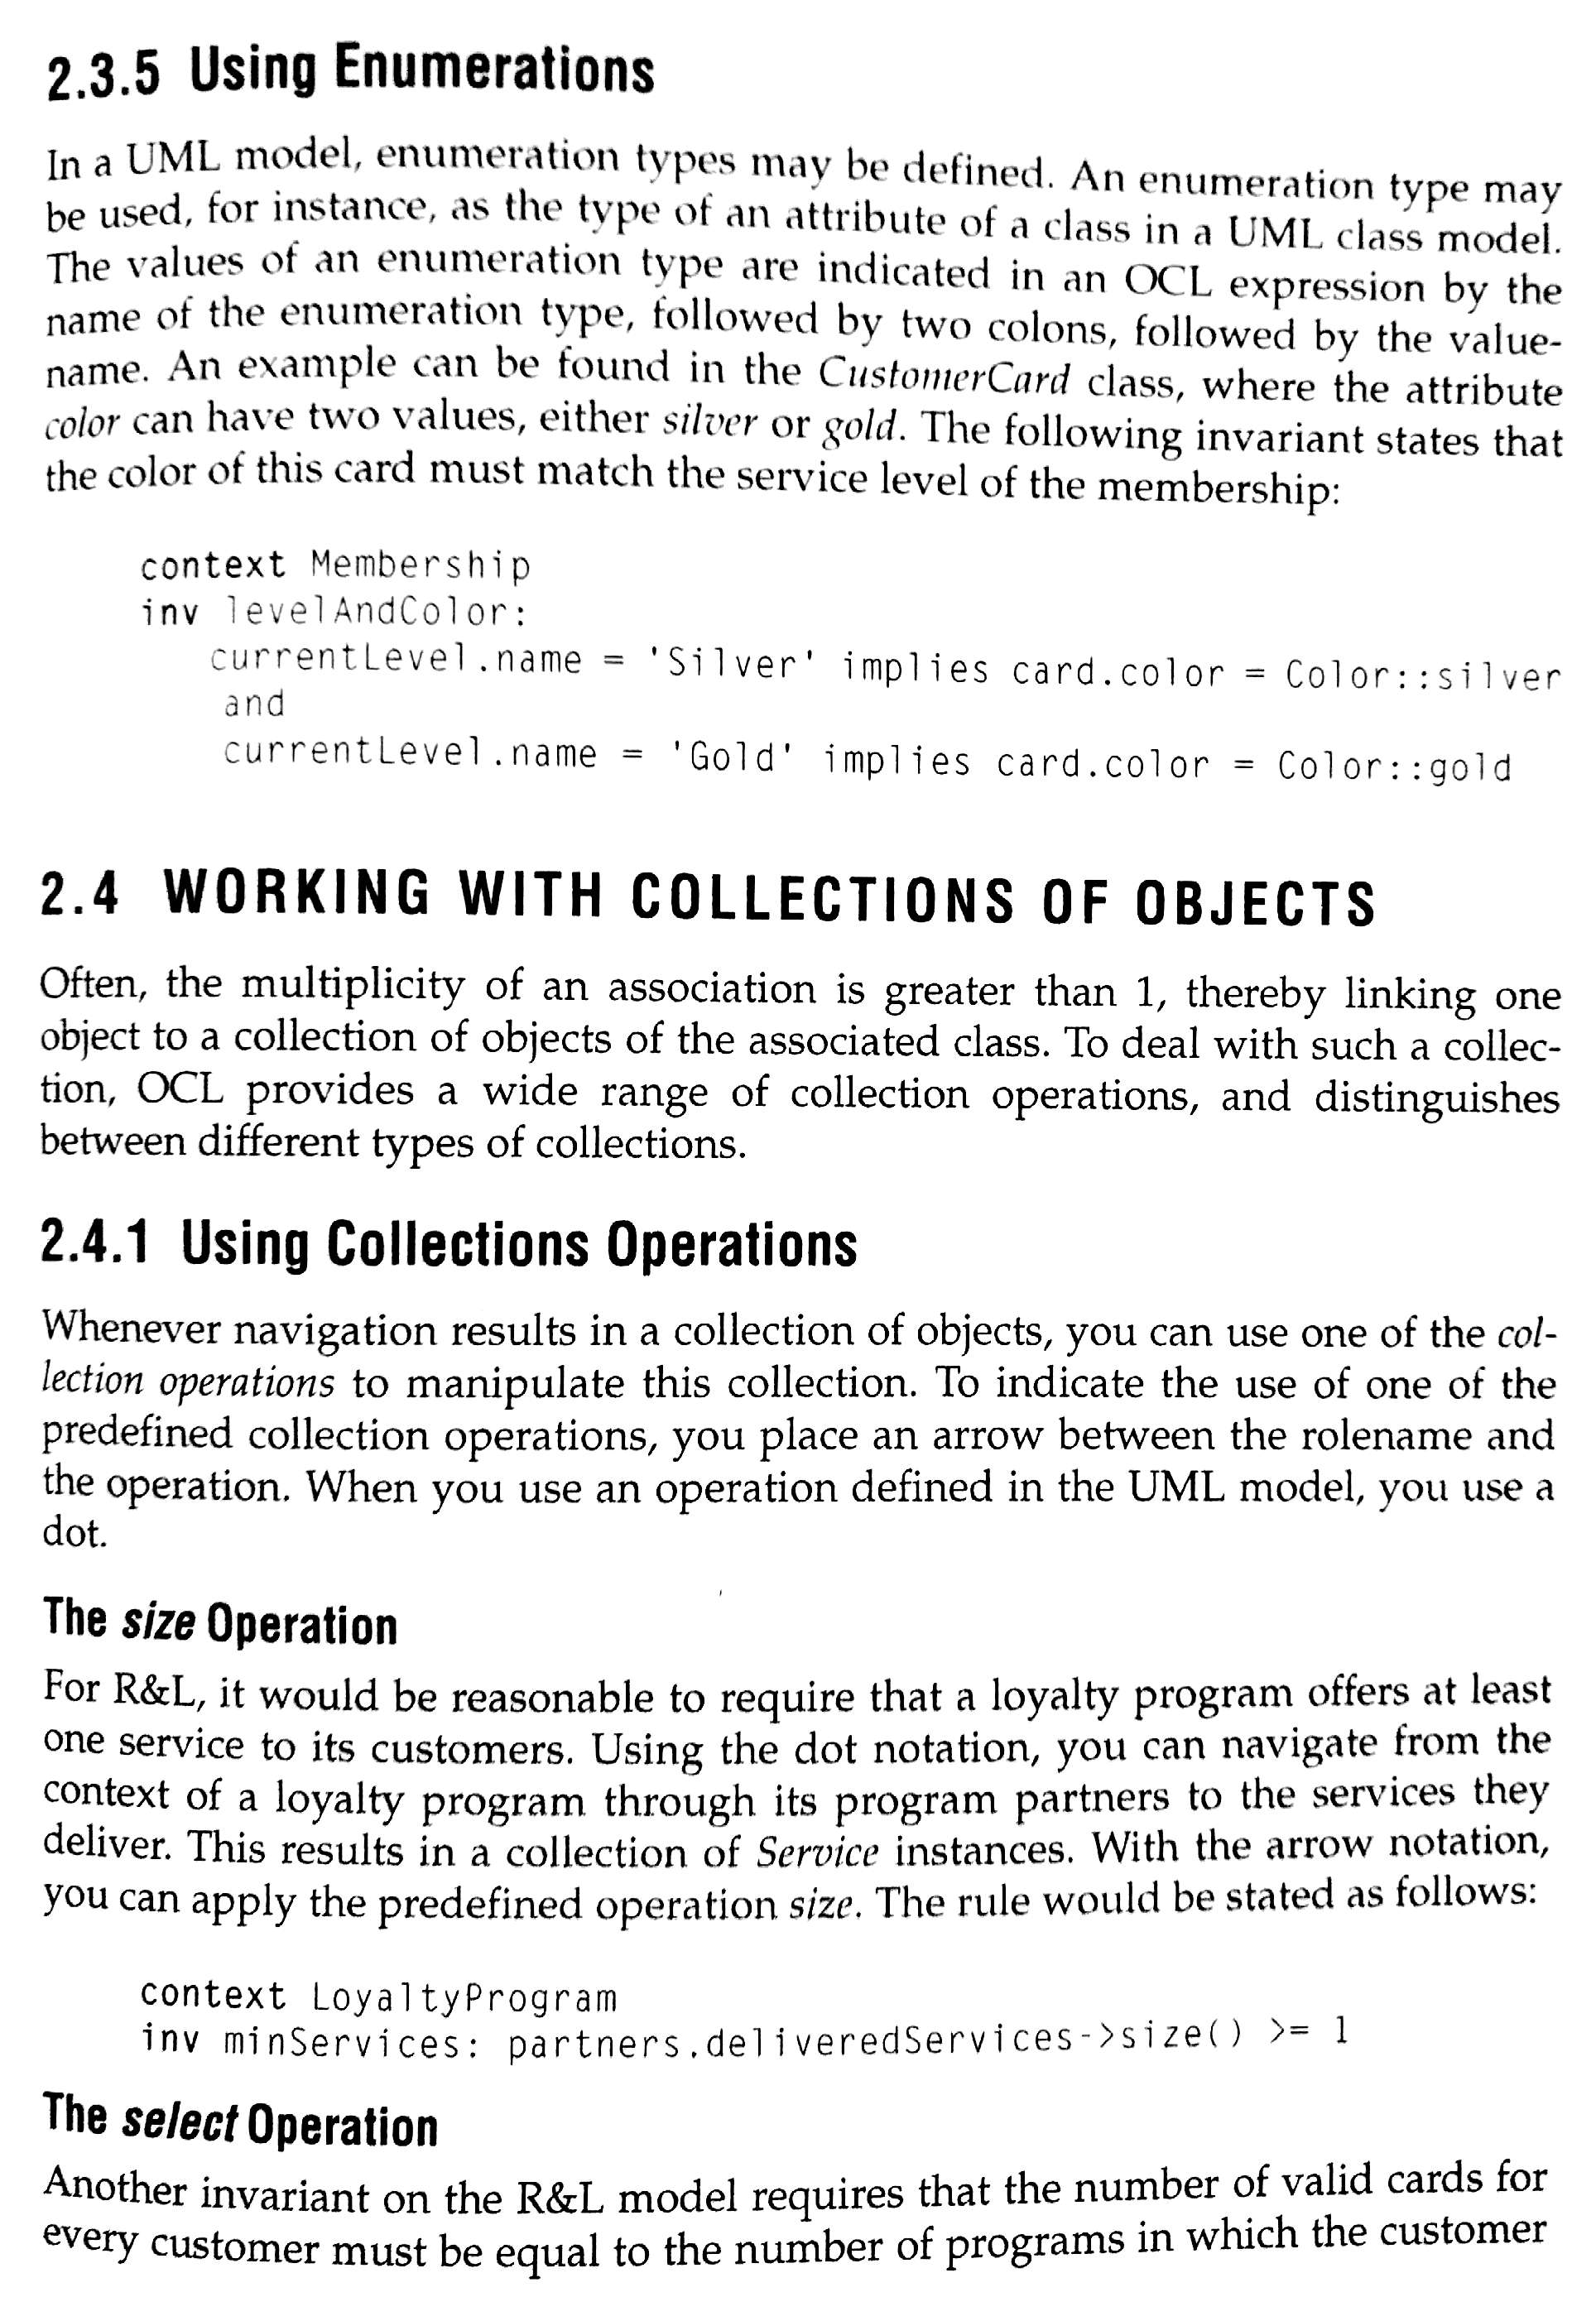 2.3.5 Using Enumerations
In a UML model, enumeration types may be defined. An enumeration type may
be used, for instance, as the type of an attribute of a class in a UML class model.
The values of an enumeration type are indicated in an OCL expression by the
name of the enumeration type, followed by two colons, followed by the value-
name. An example can be found in the CustomerCard class, where the attribute
color can have two values, either silver or gold. The following invariant states that
the color of this card must match the service level of the membership:
context Membership
inv levelAndColor:
currentLevel.name = 'Silver' implies card.color = Color::silver
and
currentLevel.name = 'Gold' implies card.color = Color::gold
2.4 WORKING WITH COLLECTIONS OF OBJECTS
Often, the multiplicity of an association is greater than 1, thereby linking one
object to a collection of objects of the associated class. To deal with such a collec-
tion, OCL provides a wide range of collection operations, and distinguishes
between different types of collections.
2.4.1 Using Collections Operations
Whenever navigation results in a collection of objects, you can use one of the col-
lection operations to manipulate this collection. To indicate the use of one of the
predefined collection operations, you place an arrow between the rolename and
the operation. When you use an operation defined in the UML model, you use a
dot.
The size Operation
For R&L, it would be reasonable to require that a loyalty program offers at least
one service to its customers. Using the dot notation, you can navigate from the
context of a loyalty program through its program partners to the services they
deliver. This results in a collection of Service instances. With the arrow notation,
you can apply the predefined operation size. The rule would be stated as follows:
context LoyaltyProgram
inv minServices: partners.deliveredServices->size() >= 1
The select Operation
Another invariant on the R&L model requires that the number of valid cards for
every customer must be equal to the number of programs in which the customer